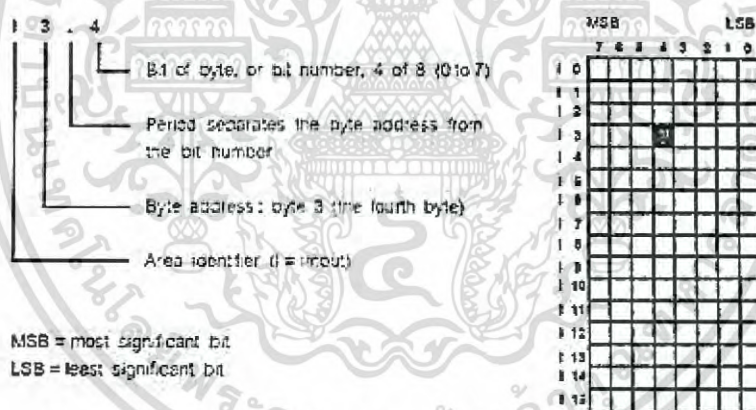 I 3 . 4
Bit of byte, or bit number, 4 of 8 (0 to 7)
Period separates the byte address from
the bit number
Byte address: byte 3 (the fourth byte)
Area identifier (I = input)
MSB = most significant bit
LSB = least significant bit
MSB LSB
7 6 5 4 3 2 1 0
I 0
I 1
I 2
I 3
I 4
I 5
I 6
I 7
I 8
I 9
I 10
I 11
I 12
I 13
I 14
I 15